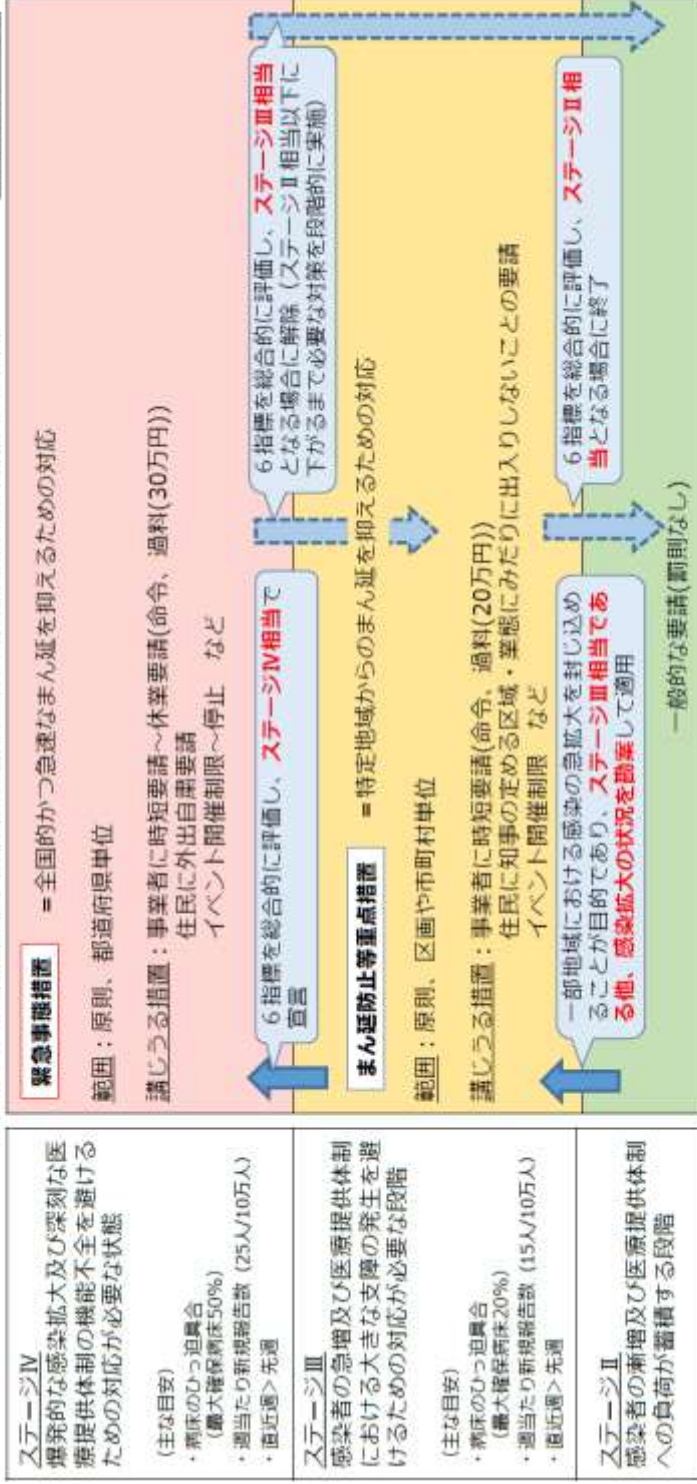 ステージⅣ
爆発的な感染拡大及び深刻な医
療提供体制の機能不全を避ける
ための対応が必要な状態
(主な目安)
・病床のひっ迫具合
(最大確保病床50%)
・週当たり新規報告数（25人/10万人）
・直近週＞先週
ステージⅢ
感染者の急増及び医療提供体制
における大きな支障の発生を避
けるための対応が必要な段階
(主な目安)
・病床のひっ迫具合
(最大確保病床20%)
・週当たり新規報告数（15人/10万人）
・直近週＞先週
ステージⅡ
感染者の漸増及び医療提供体制
への負荷が蓄積する段階
緊急事態措置 ＝全国的かつ急速なまん延を抑えるための対応
範囲：原則、都道府県単位
講じうる措置：事業者に時短要請～休業要請(命令、過料(30万円))
住民に外出自粛要請
イベント開催制限～停止　など
６指標を総合的に評価し、ステージⅣ相当で
宣言
６指標を総合的に評価し、ステージⅢ相当
となる場合に解除（ステージⅡ相当以下に
下がるまで必要な対策を段階的に実施）
まん延防止等重点措置 ＝特定地域からのまん延を抑えるための対応
範囲：原則、区画や市町村単位
講じうる措置：事業者に時短要請(命令、過料(20万円))
住民に知事の定める区域・業態にみだりに出入りしないことの要請
イベント開催制限　など
一部地域における感染の急拡大を封じ込め
ることが目的であり、ステージⅢ相当であ
る他、感染拡大の状況を勘案して適用
６指標を総合的に評価し、ステージⅡ相
当となる場合に終了
一般的な要請(罰則なし)